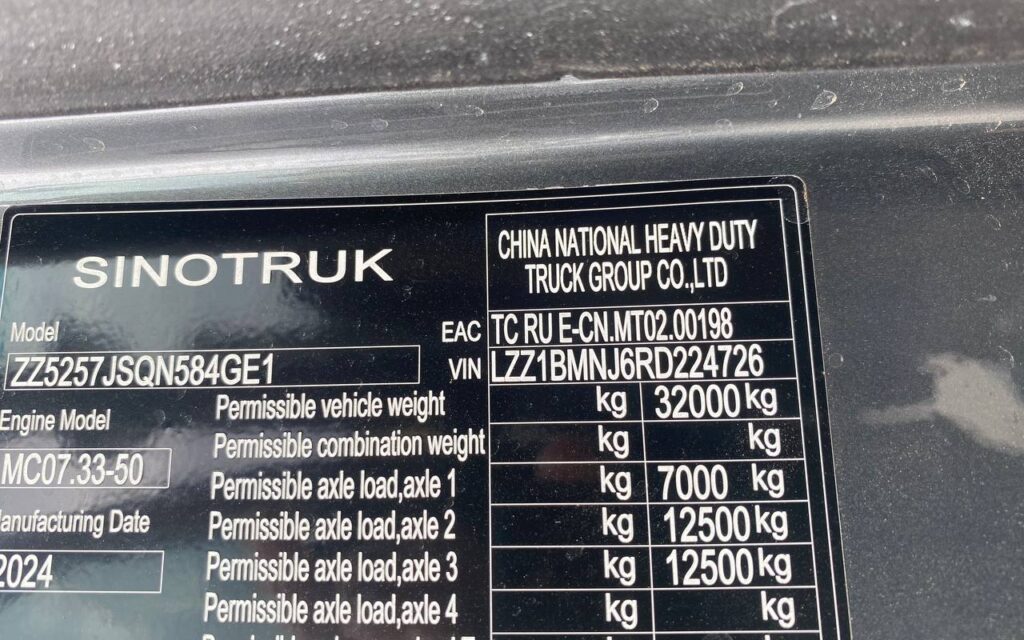 SINOTRUK
CHINA NATIONAL HEAVY DUTY
TRUCK GROUP CO.,LTD
Model
EAC TC RU E-CN.MT02.00198
ZZ5257JSQN584GE1
VIN LZZ1BMNJ6RD224726
Engine Model
Permissible vehicle weight kg 32000 kg
Permissible combination weight kg kg
MC07.33-50
Permissible axle load,axle 1 kg 7000 kg
anufacturing Date
Permissible axle load,axle 2 kg 12500 kg
2024
Permissible axle load,axle 3 kg 12500 kg
Permissible axle load,axle 4 kg kg